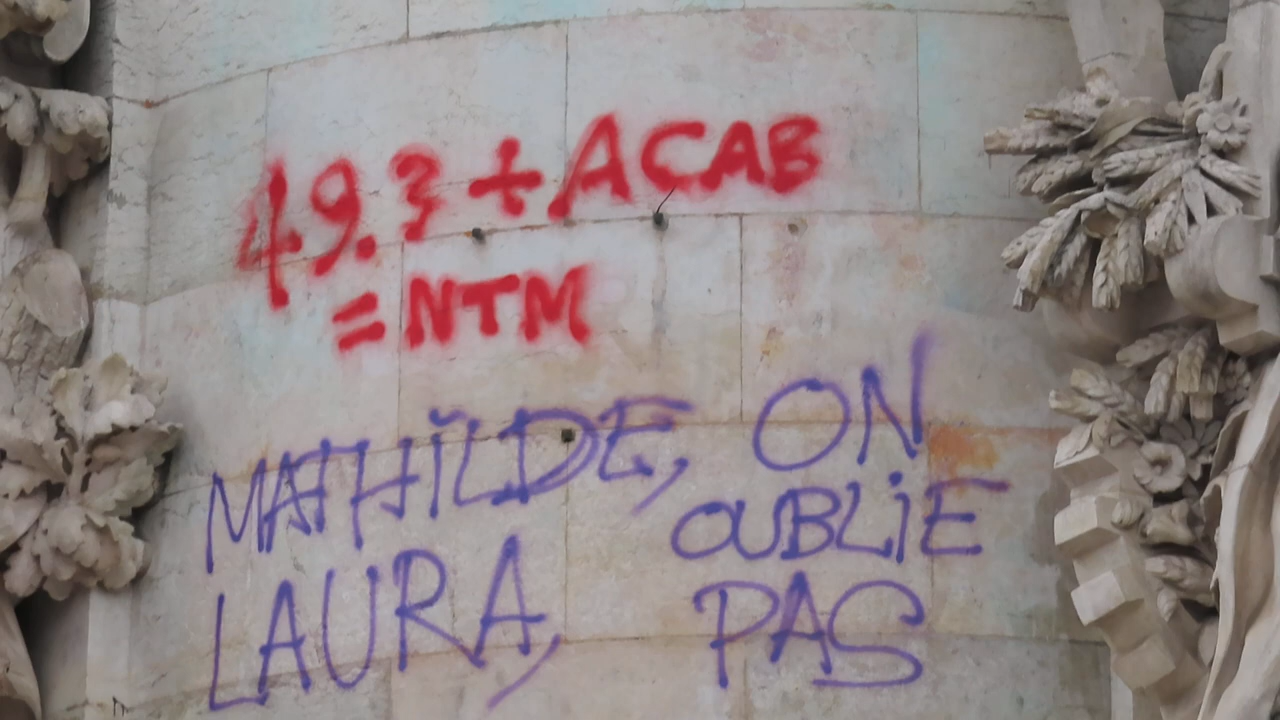 49.3 + ACAB
= NTM
MATHILDE, ON
OUBLIE
LAURA, PAS